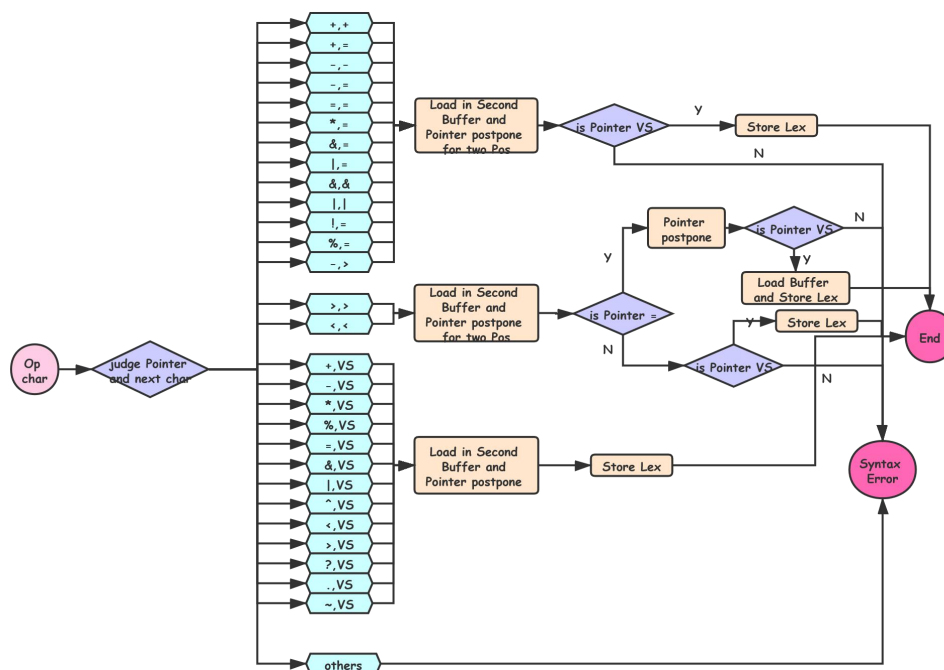 Op
char
judge Pointer
and next char
+,+
+,=
-,-
-,=
=,=
*,=
&,=
|,=
&,&
|,|
!,=
%,=
-,>
Load in Second
Buffer and
Pointer postpone
for two Pos
is Pointer VS
Y
Store Lex
N
>,>
<,<
Load in Second
Buffer and
Pointer postpone
for two Pos
is Pointer =
Y
Pointer
postpone
is Pointer VS
N
Y
Load Buffer
and Store Lex
N
is Pointer VS
Y
Store Lex
N
End
+,VS
-,VS
*,VS
%,VS
=,VS
&,VS
|,VS
^,VS
<,VS
>,VS
?,VS
.,VS
~,VS
Load in Second
Buffer and
Pointer postpone
Store Lex
Syntax
Error
others